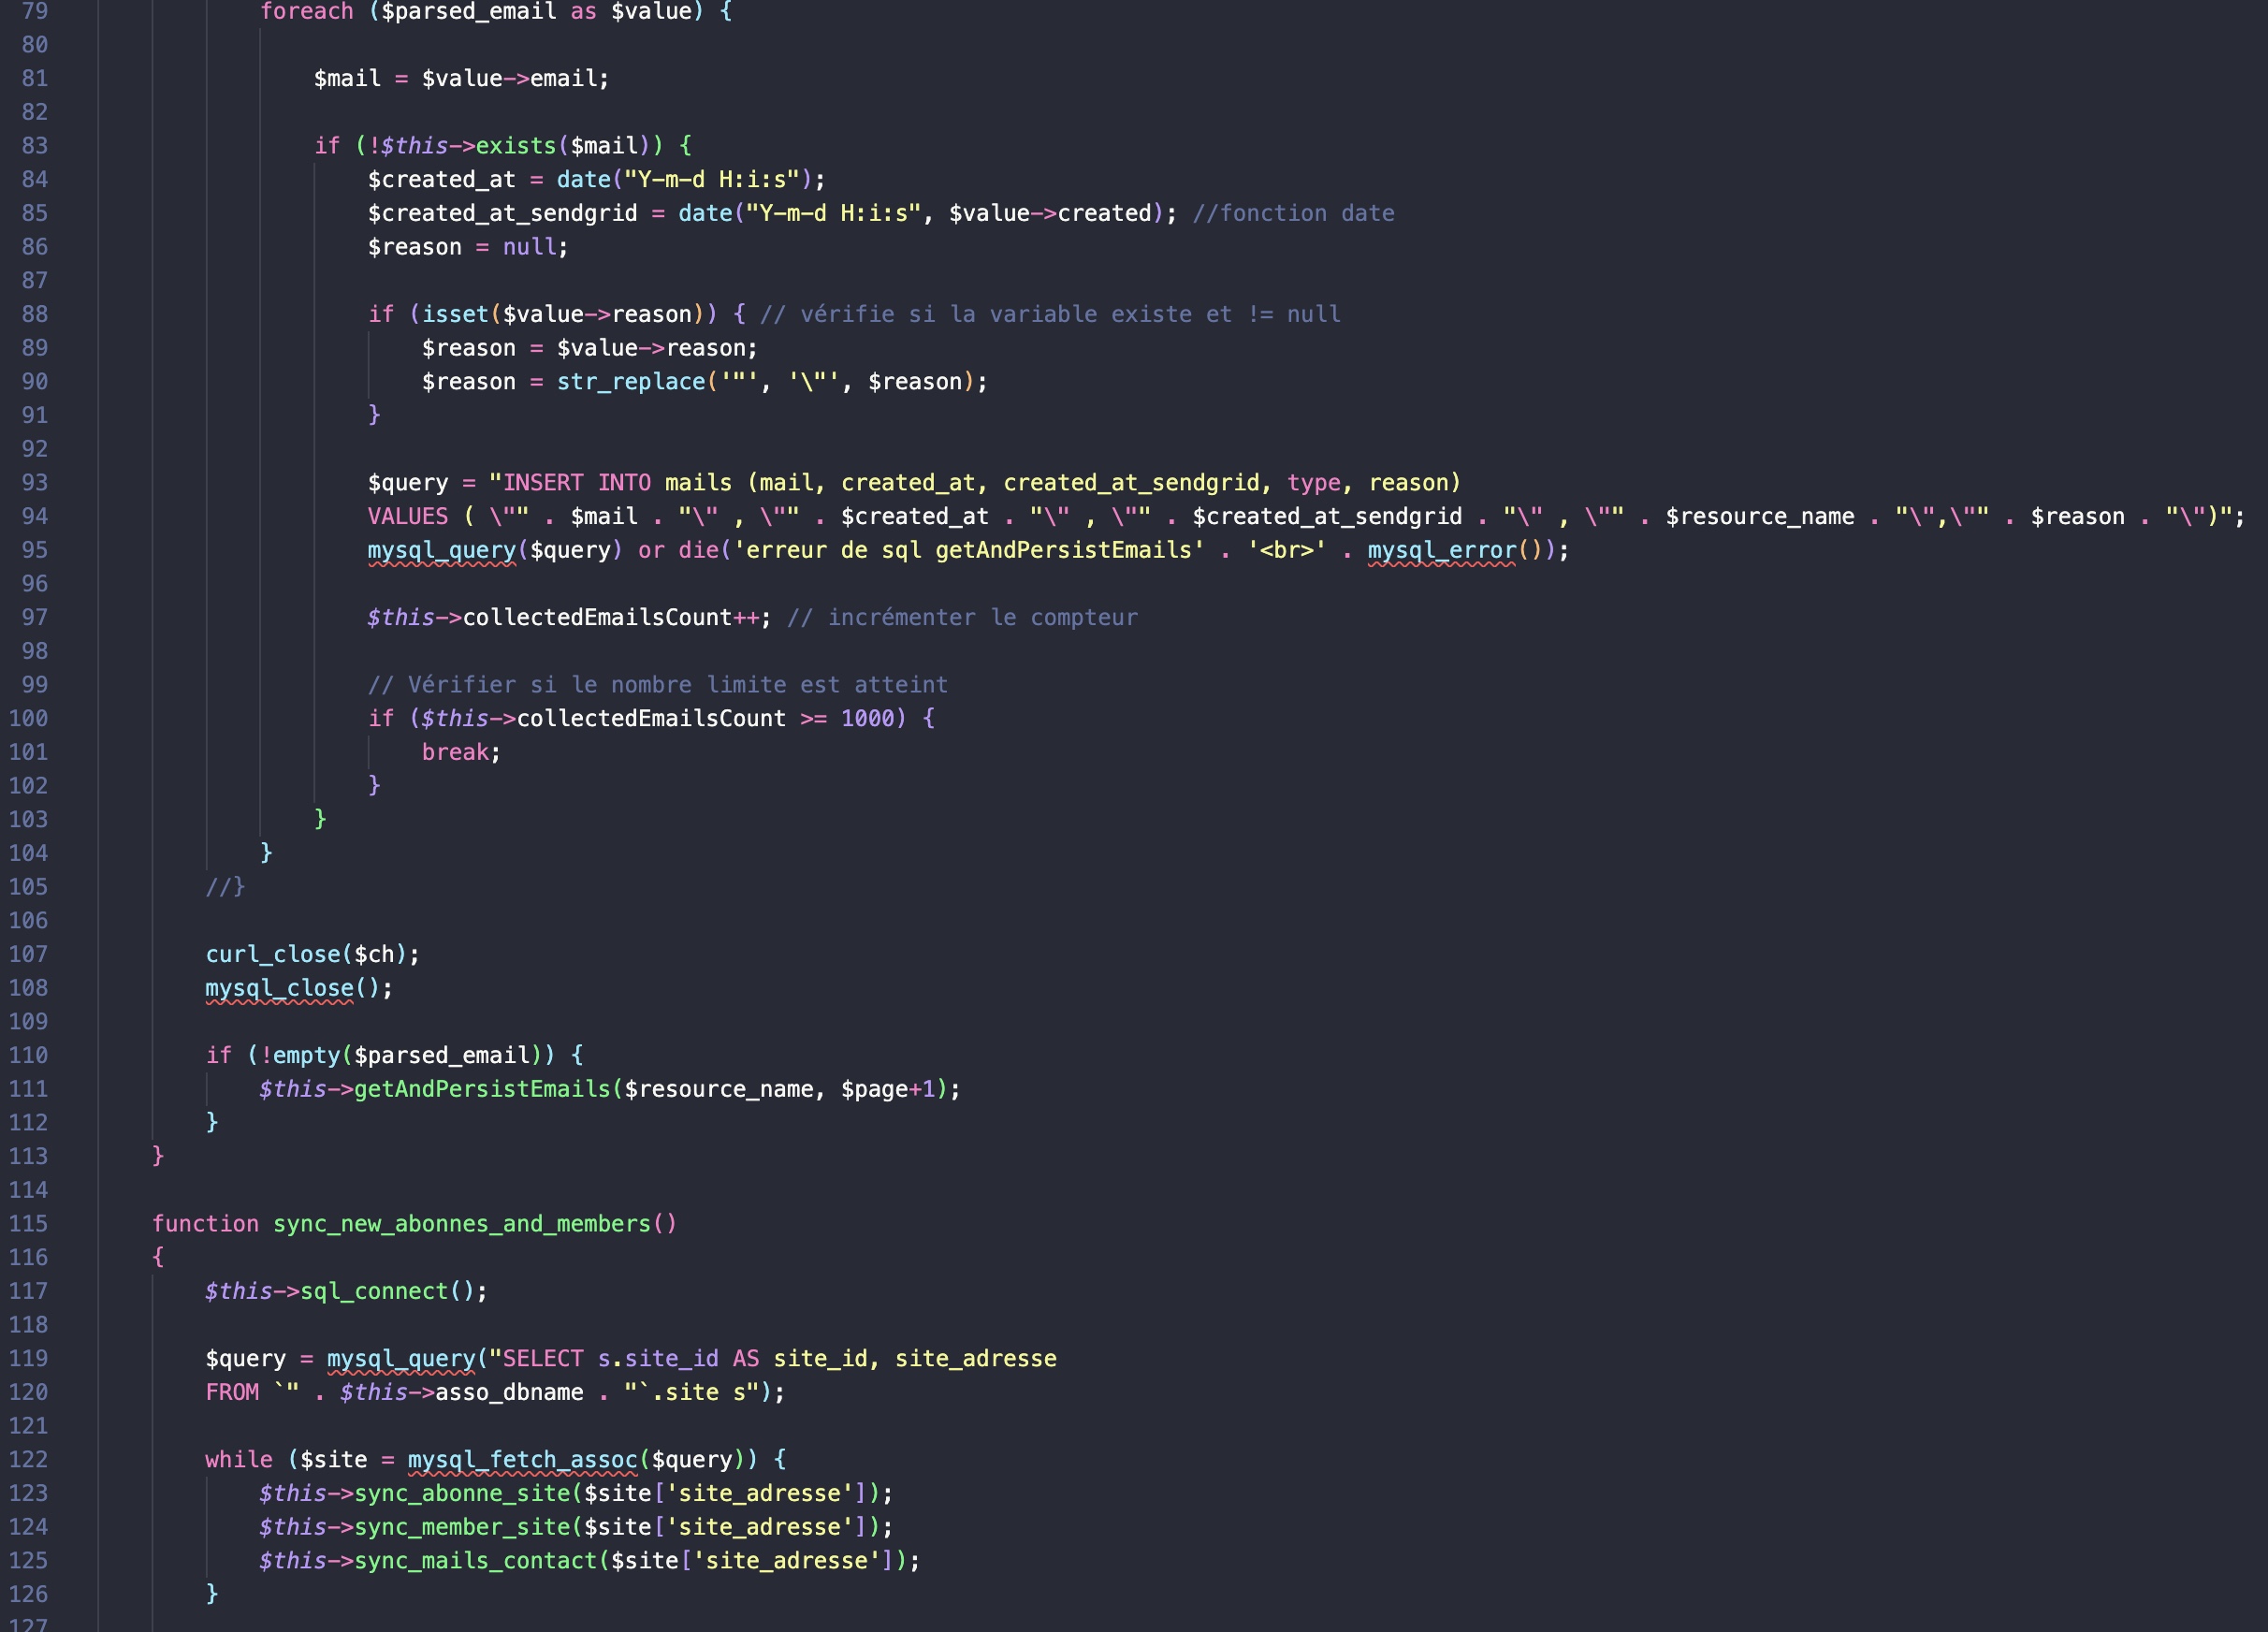 79 foreach ($parsed_email as $value) {
80
81 $mail = $value->email;
82
83 if (!$this->exists($mail)) {
84 $created_at = date("Y-m-d H:i:s");
85 $created_at_sendgrid = date("Y-m-d H:i:s", $value->created); //fonction date
86 $reason = null;
87
88 if (isset($value->reason)) { // vérifie si la variable existe et != null
89 $reason = $value->reason;
90 $reason = str_replace('"', '\"', $reason);
91 }
92
93 $query = "INSERT INTO mails (mail, created_at, created_at_sendgrid, type, reason)
94 VALUES ( \"" . $mail . "\" , \"" . $created_at . "\" , \"" . $created_at_sendgrid . "\" , \"" . $resource_name . "\",\"" . $reason . "\")";
95 mysql_query($query) or die('erreur de sql getAndPersistEmails' . '<br>' . mysql_error());
96
97 $this->collectedEmailsCount++; // incrémenter le compteur
98
99 // Vérifier si le nombre limite est atteint
100 if ($this->collectedEmailsCount >= 1000) {
101 break;
102 }
103 }
104 }
105 //}
106
107 curl_close($ch);
108 mysql_close();
109
110 if (!empty($parsed_email)) {
111 $this->getAndPersistEmails($resource_name, $page+1);
112 }
113 }
114
115 function sync_new_abonnes_and_members()
116 {
117 $this->sql_connect();
118
119 $query = mysql_query("SELECT s.site_id AS site_id, site_adresse
120 FROM `" . $this->asso_dbname . "`.site s");
121
122 while ($site = mysql_fetch_assoc($query)) {
123 $this->sync_abonne_site($site['site_adresse']);
124 $this->sync_member_site($site['site_adresse']);
125 $this->sync_mails_contact($site['site_adresse']);
126 }
127